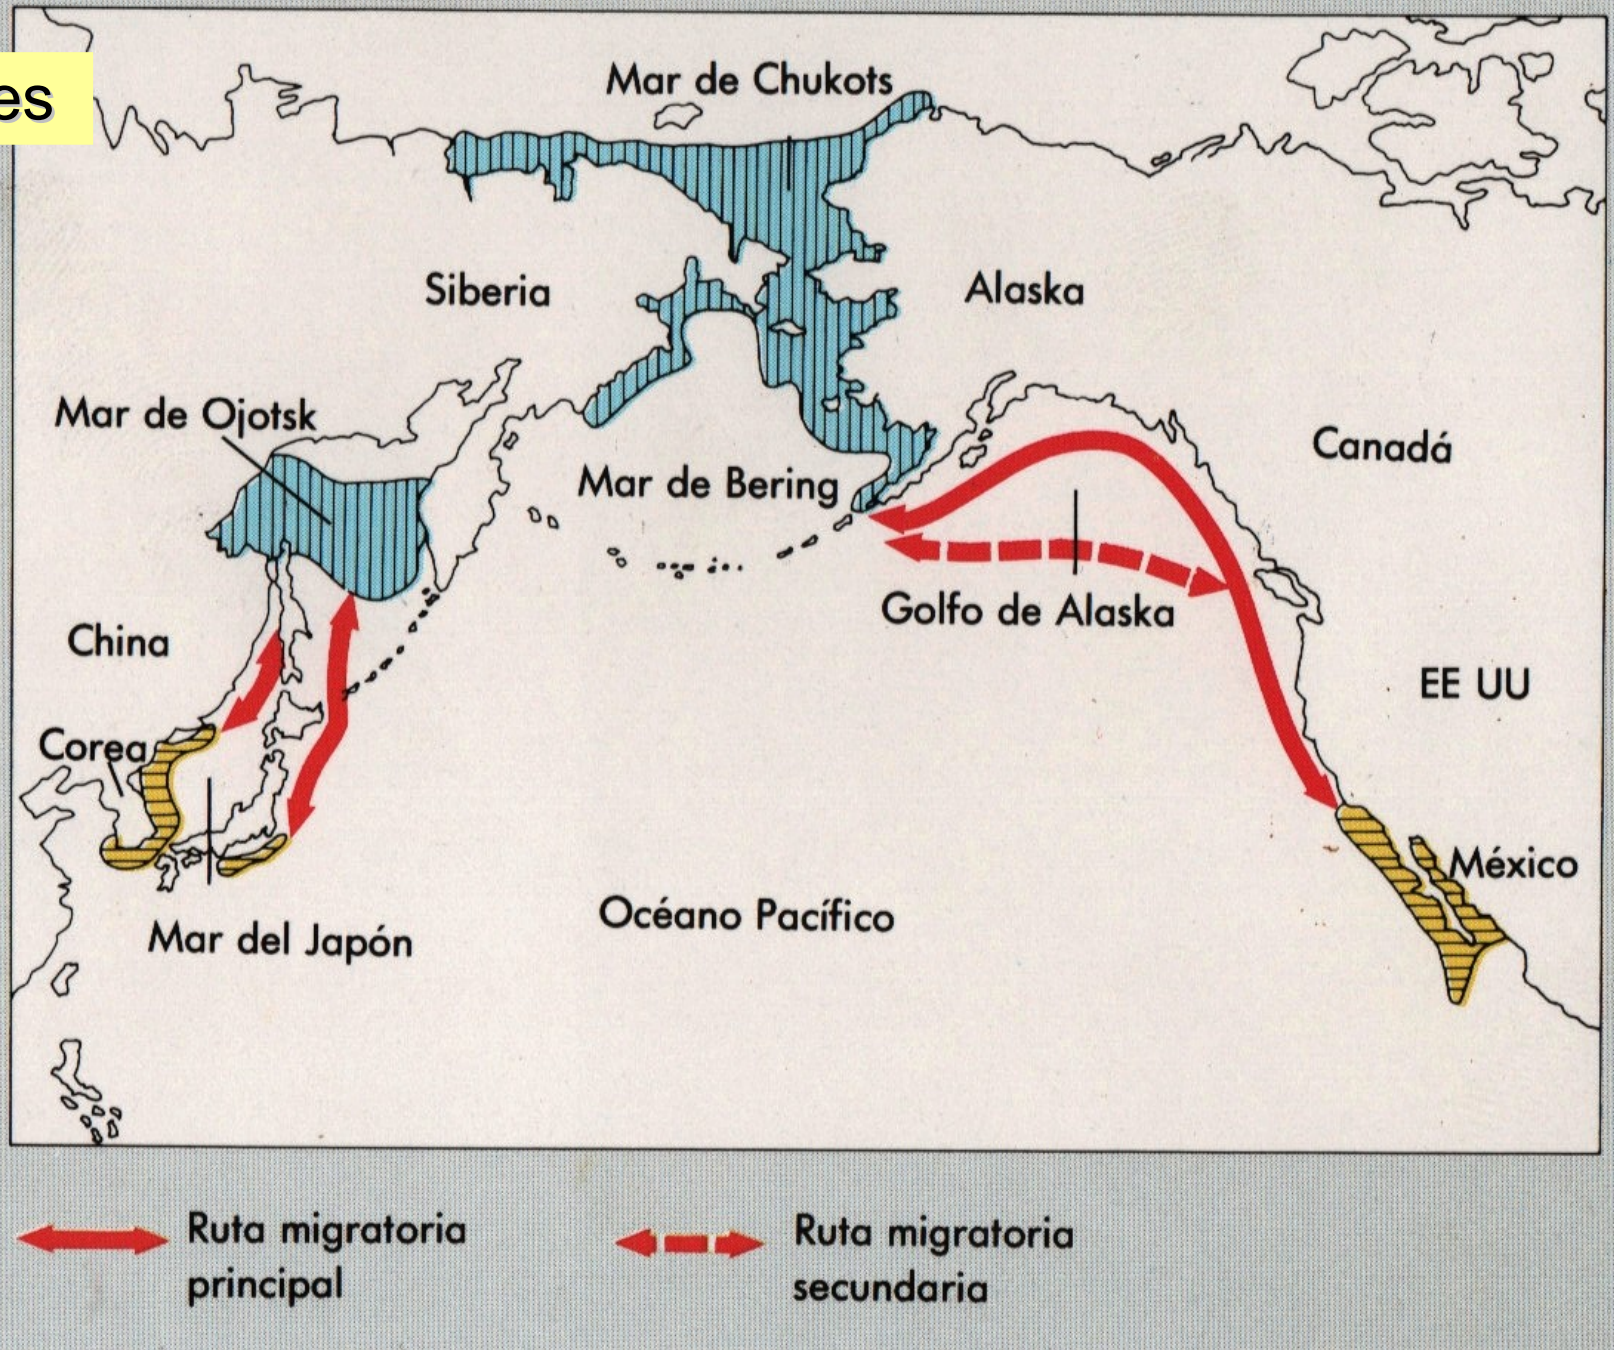 es
Mar de Chukots
Siberia
Alaska
Mar de Ojotsk
Canadá
Mar de Bering
Golfo de Alaska
China
EE UU
Corea
México
Océano Pacífico
Mar del Japón
Ruta migratoria
principal
Ruta migratoria
secundaria